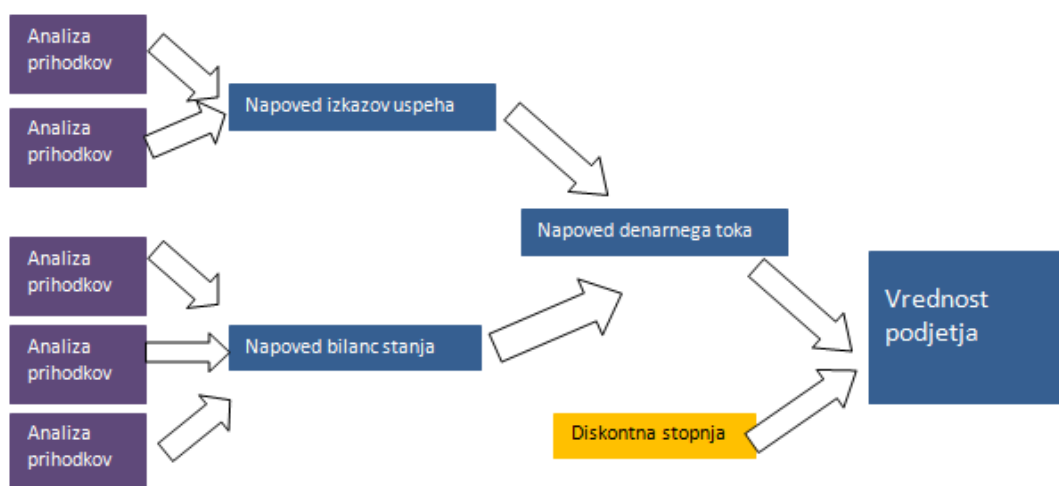 Analiza
prihodkov
Analiza
prihodkov
Napoved izkazov uspeha
Napoved denarnega toka
Analiza
prihodkov
Analiza
prihodkov
Analiza
prihodkov
Napoved bilanc stanja
Diskontna stopnja
Vrednost
podjetja